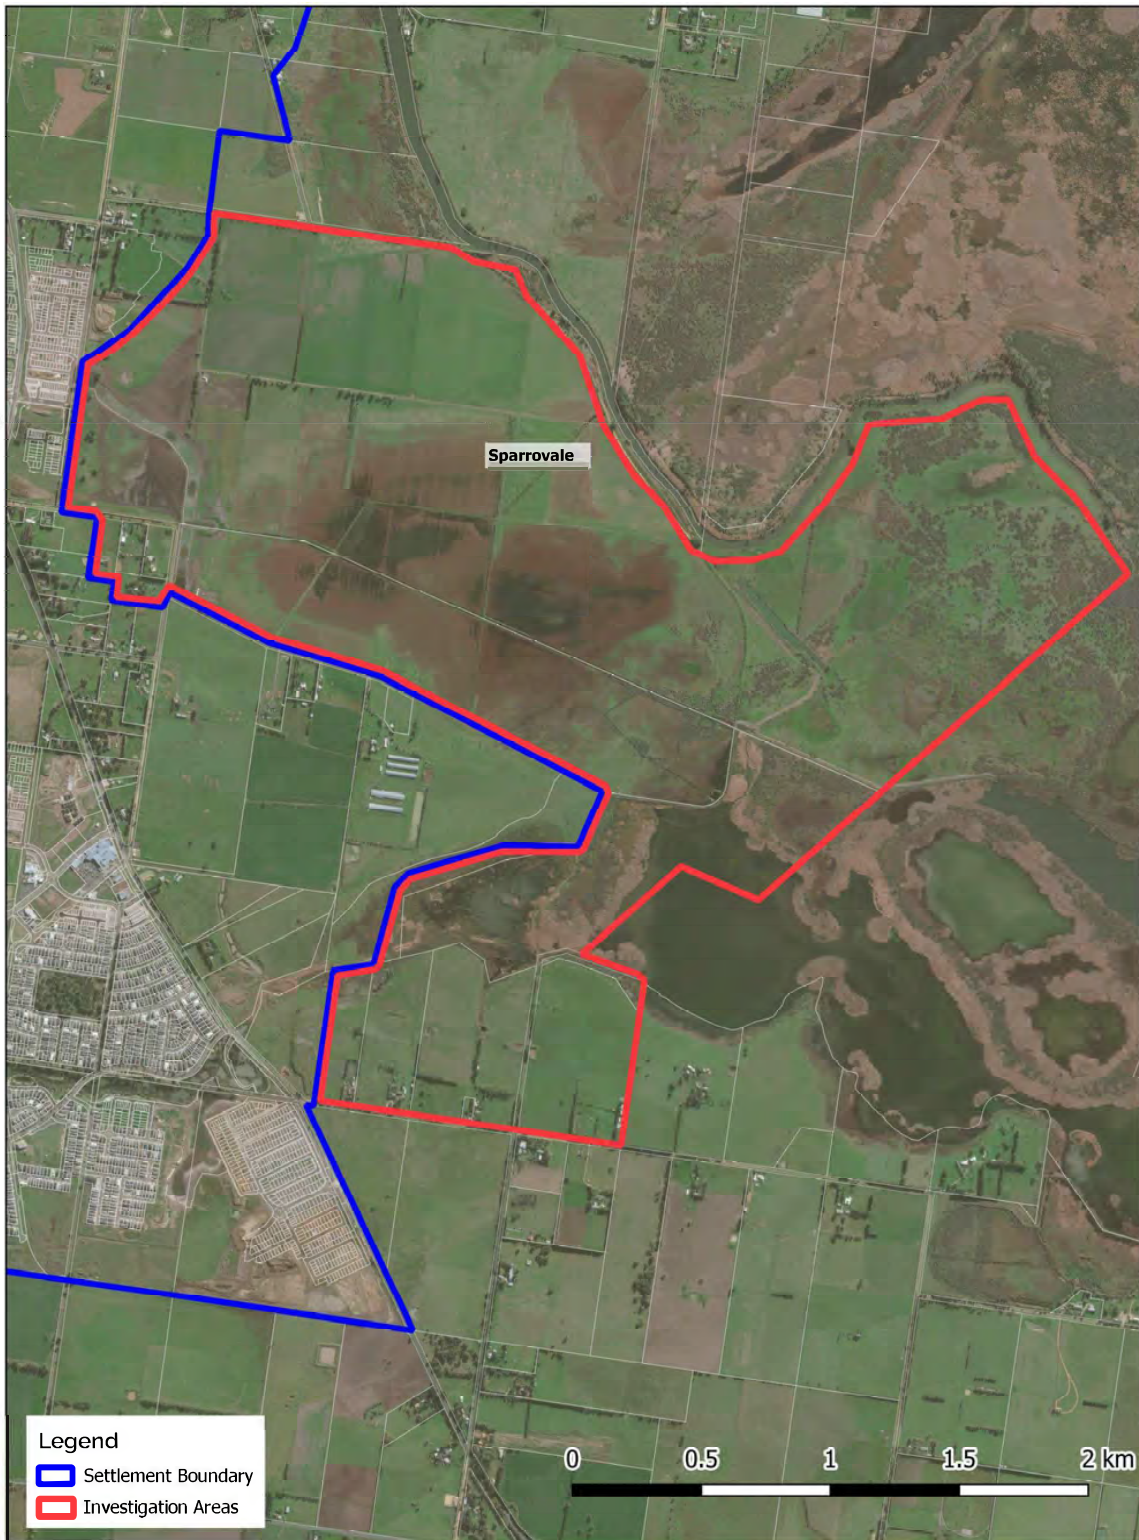 Sparrovale
Legend
Settlement Boundary
Investigation Areas
0 0.5 1 1.5 2 km